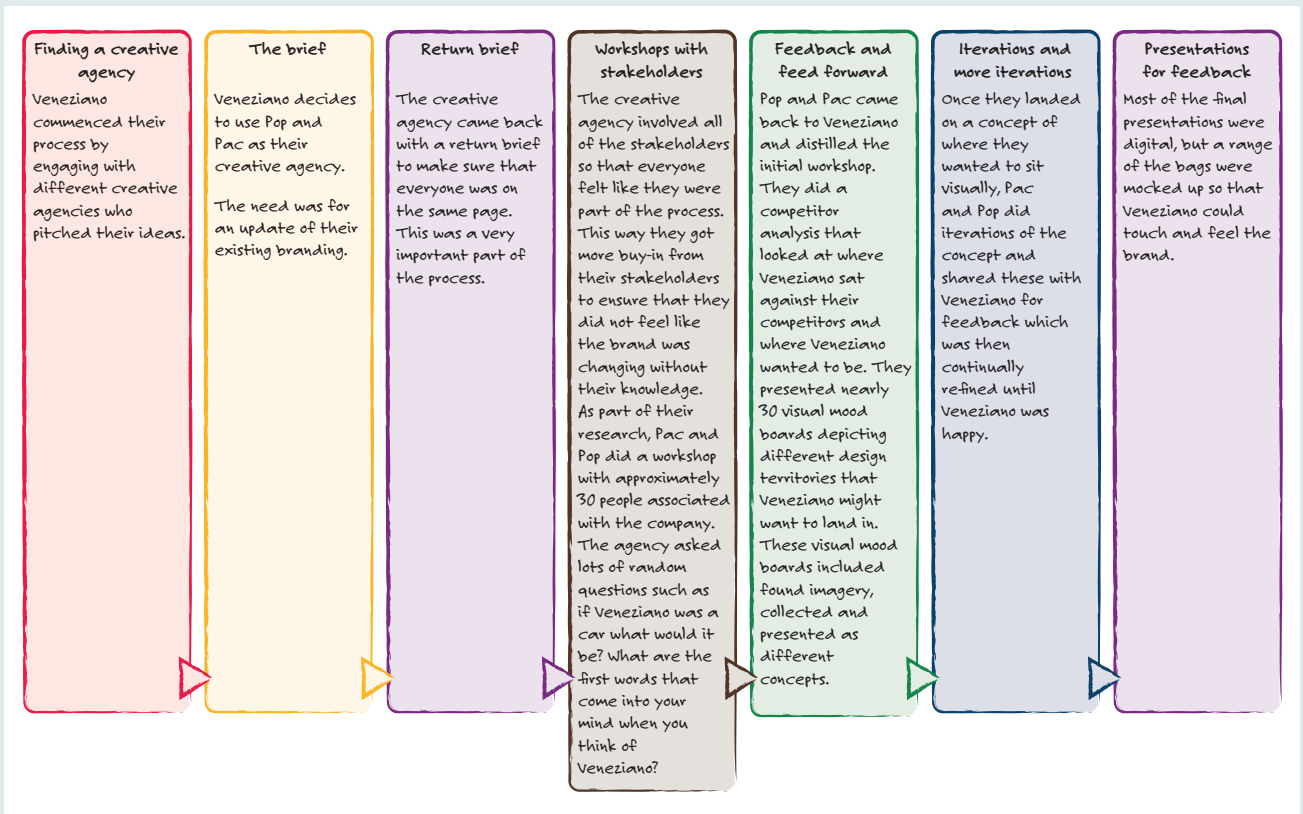 Finding a creative
agency
Veneziano
commenced their
process by
engaging with
different creative
agencies who
pitched their ideas.
The brief
Veneziano decides
to use Pop and
Pac as their
creative agency.
The need was for
an update of their
existing branding.
Return brief
The creative
agency came back
with a return brief
to make sure that
everyone was on
the same page.
This was a very
important part of
the process.
Workshops with
stakeholders
The creative
agency involved all
of the stakeholders
so that everyone
felt like they were
part of the process.
This way they got
more buy-in from
their stakeholders
to ensure that they
did not feel like
the brand was
changing without
their knowledge.
As part of their
research, Pac and
Pop did a workshop
with approximately
30 people associated
with the company.
The agency asked
lots of random
questions such as
if Veneziano was a
car what would it
be? What are the
first words that
come into your
mind when you
think of
Veneziano?
Feedback and
feed forward
Pop and Pac came
back to Veneziano
and distilled the
initial workshop.
They did a
competitor
analysis that
looked at where
Veneziano sat
against their
competitors and
where Veneziano
wanted to be. They
presented nearly
30 visual mood
boards depicting
different design
territories that
Veneziano might
want to land in.
These visual mood
boards included
found imagery,
collected and
presented as
different
concepts.
Iterations and
more iterations
Once they landed
on a concept of
where they
wanted to sit
visually, Pac
and Pop did
iterations of the
concept and
shared these with
Veneziano for
feedback which
was then
continually
refined until
Veneziano was
happy.
Presentations
for feedback
Most of the final
presentations were
digital, but a range
of the bags were
mocked up so that
Veneziano could
touch and feel the
brand.